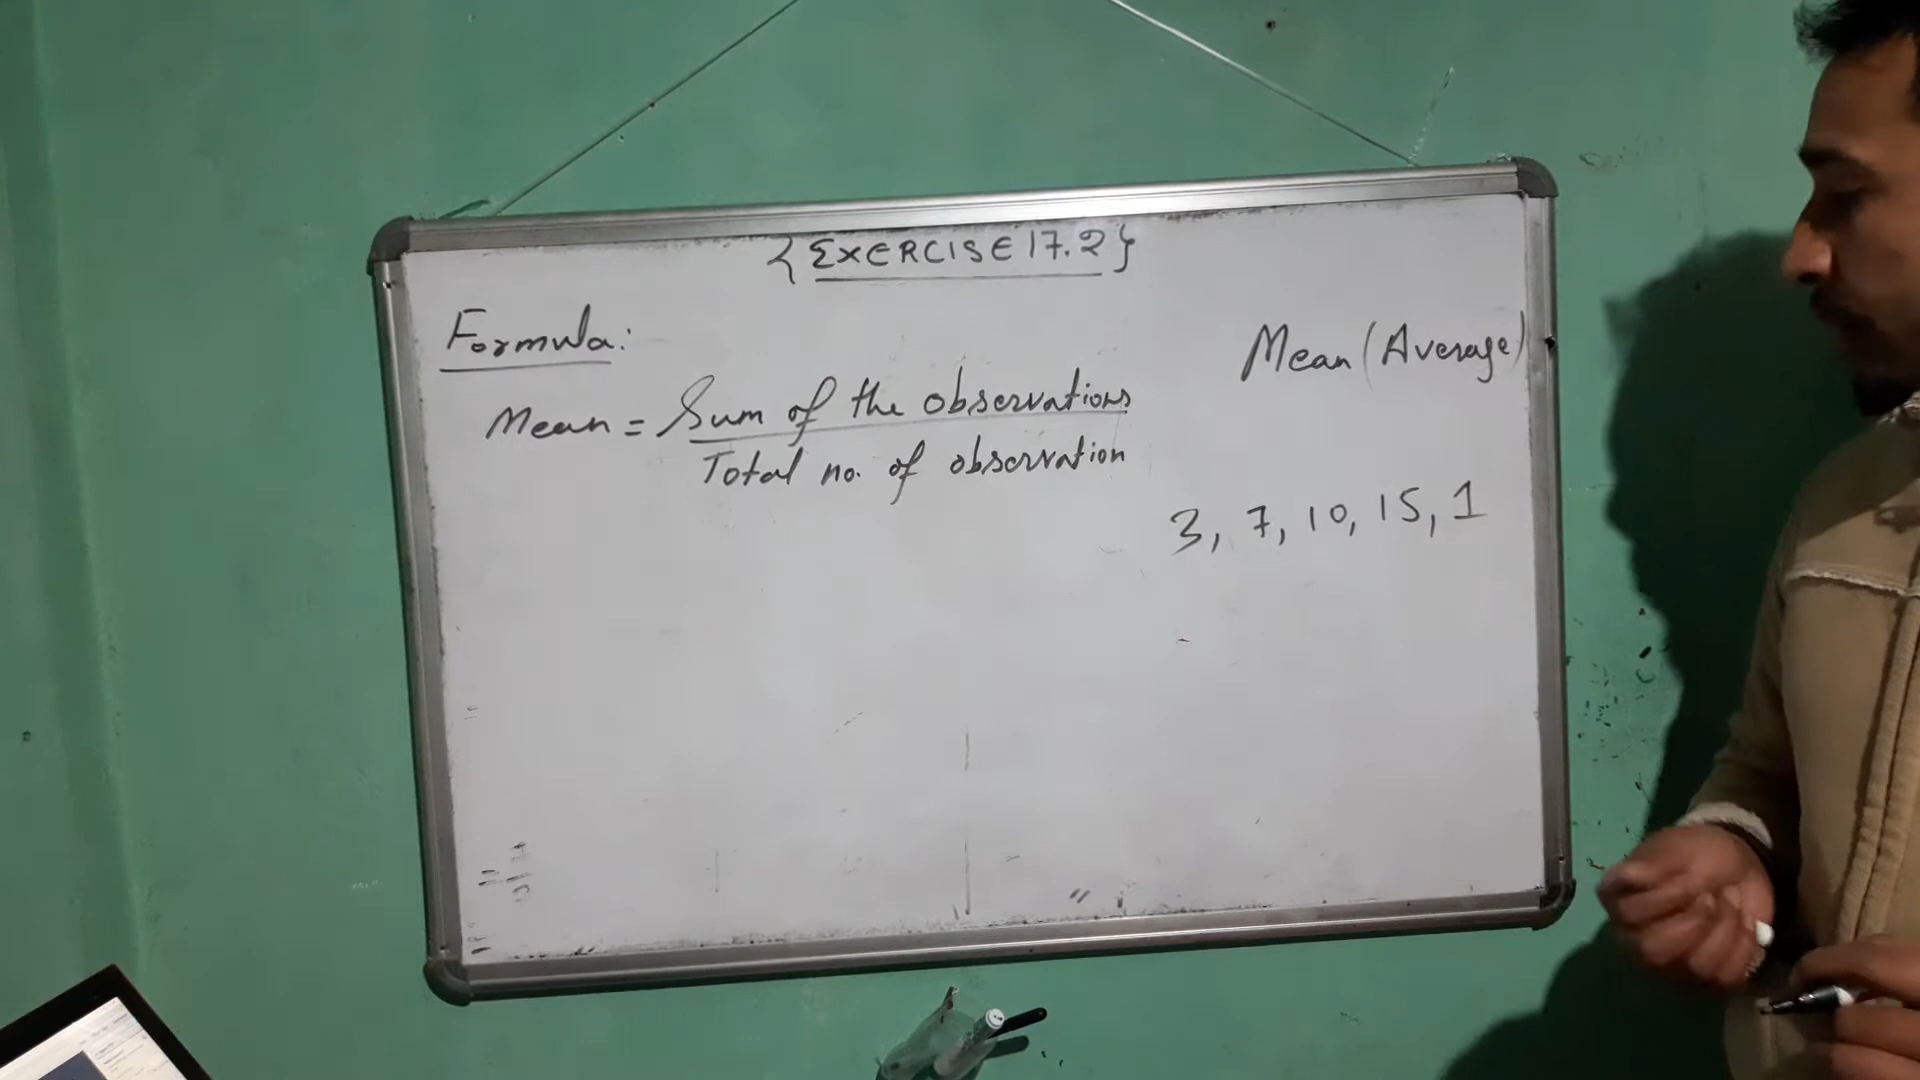 {EXERCISE 17.2}
Formula:
Mean (Average)
Mean = Sum of the observations
Total no. of observation
3, 7, 10, 15, 1